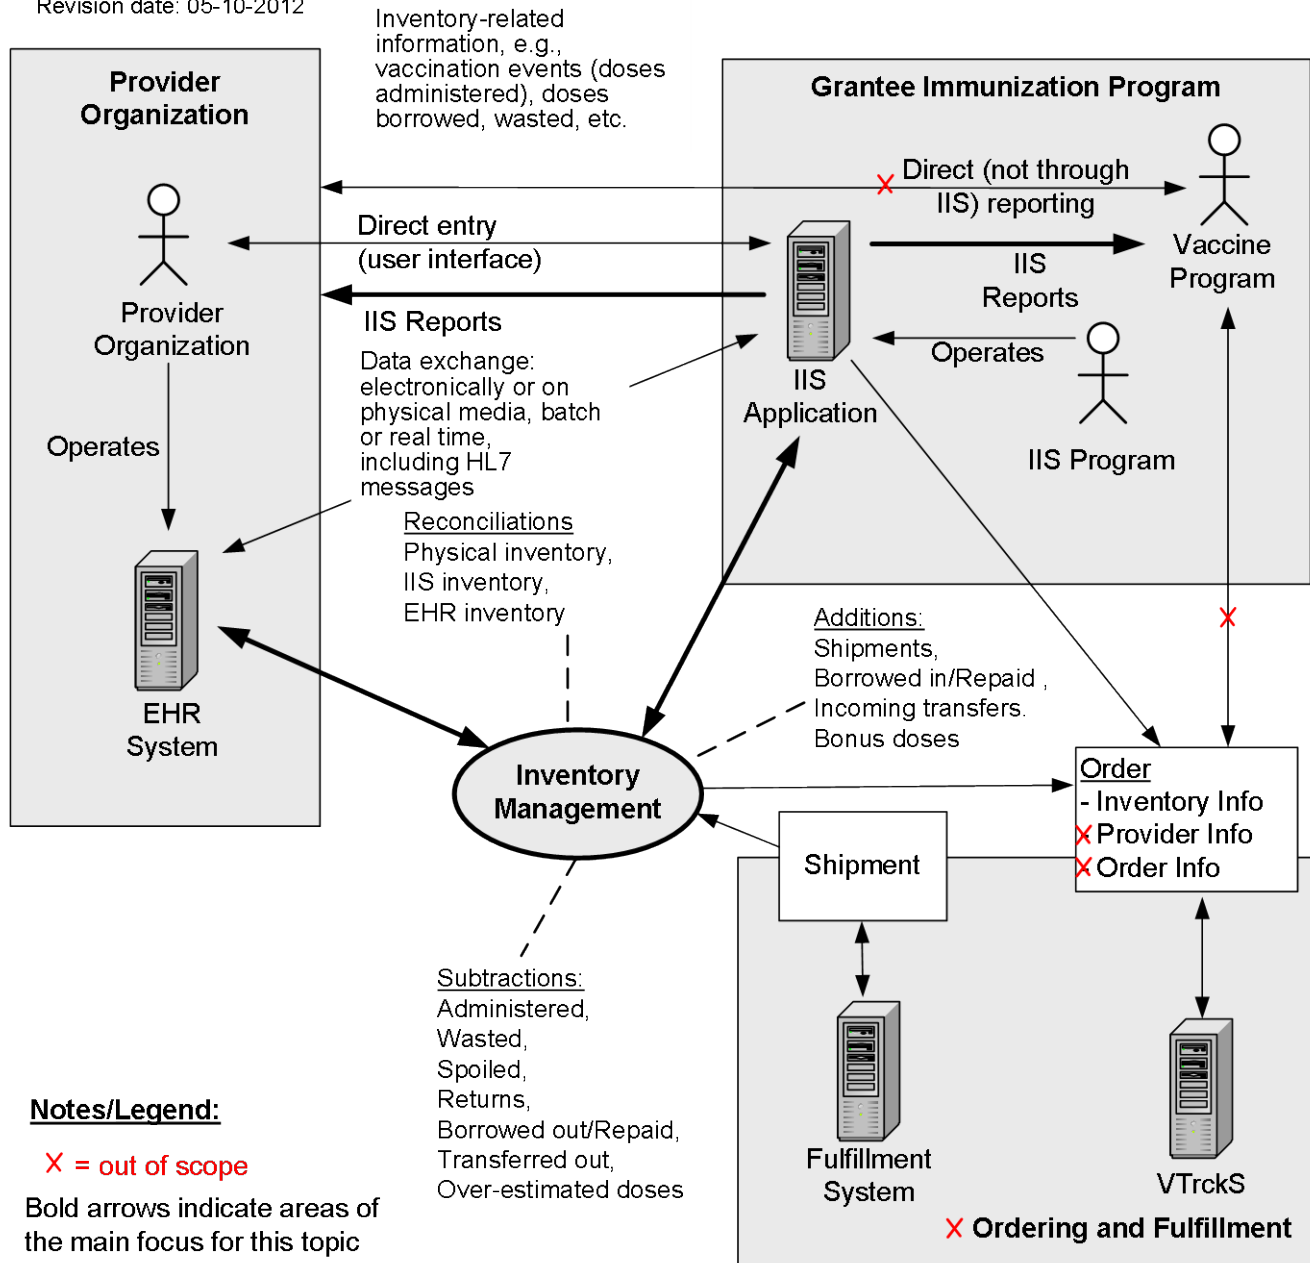 Revision date: 05-10-2012
Inventory-related
information, e.g.,
vaccination events (doses
administered), doses
borrowed, wasted, etc.
Provider
Organization
Grantee Immunization Program
Direct (not through
IIS) reporting
Direct entry
(user interface)
IIS Reports
Provider
Organization
IIS
Reports
Vaccine
Program
Operates
IIS
Application
IIS Program
Data exchange:
electronically or on
physical media, batch
or real time,
including HL7
messages
Operates
Reconciliations
Physical inventory,
IIS inventory,
EHR inventory
EHR
System
Additions:
Shipments,
Borrowed in/Repaid ,
Incoming transfers.
Bonus doses
Inventory
Management
Order
- Inventory Info
- Provider Info
- Order Info
Shipment
Subtractions:
Administered,
Wasted,
Spoiled,
Returns,
Borrowed out/Repaid,
Transferred out,
Over-estimated doses
Fulfillment
System
VTrckS
X Ordering and Fulfillment
Notes/Legend:
X = out of scope
Bold arrows indicate areas of
the main focus for this topic